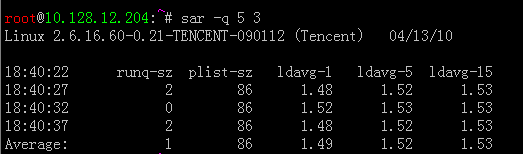 root@10.128.12.204:~# sar -q 5 3
Linux 2.6.16.60-0.21-TENCENT-090112 (Tencent) 04/13/10
18:40:22 runq-sz plist-sz ldavg-1 ldavg-5 ldavg-15
18:40:27 2 86 1.48 1.52 1.53
18:40:32 0 86 1.52 1.53 1.53
18:40:37 2 86 1.48 1.52 1.53
Average: 1 86 1.49 1.52 1.53